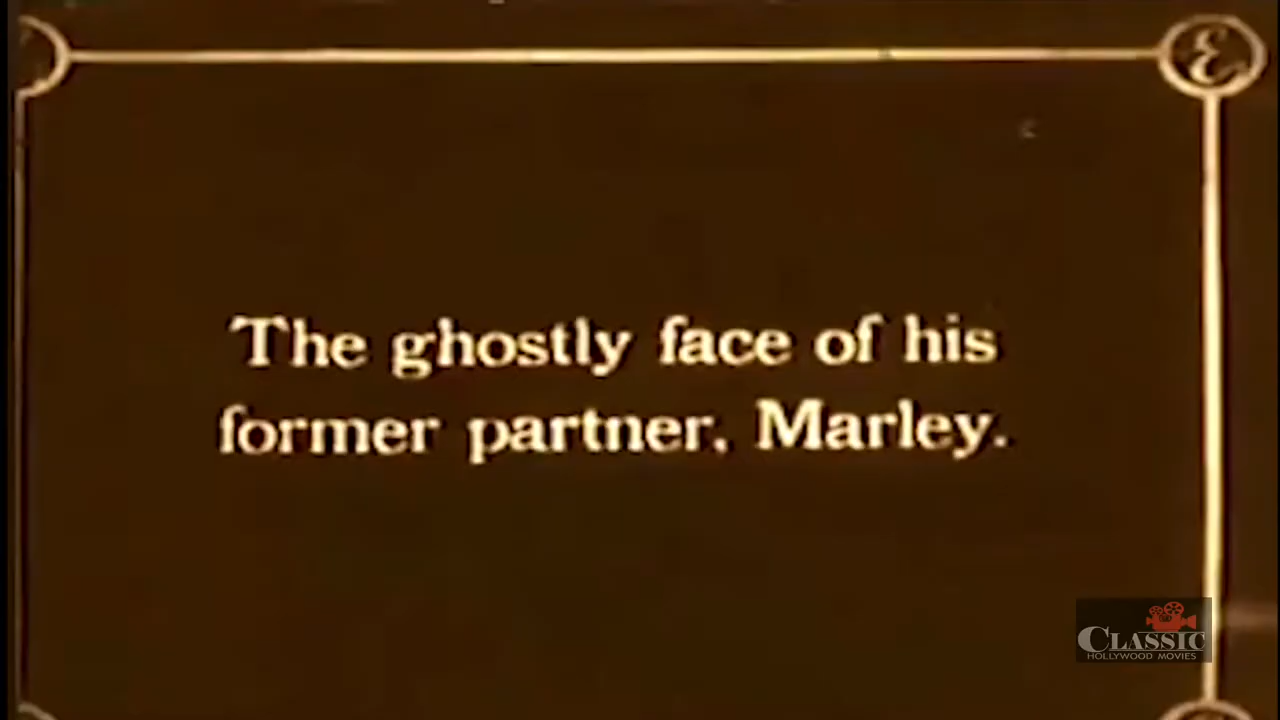 E
The ghostly face of his
former partner, Marley.
CLASSIC
HOLLYWOOD MOVIES